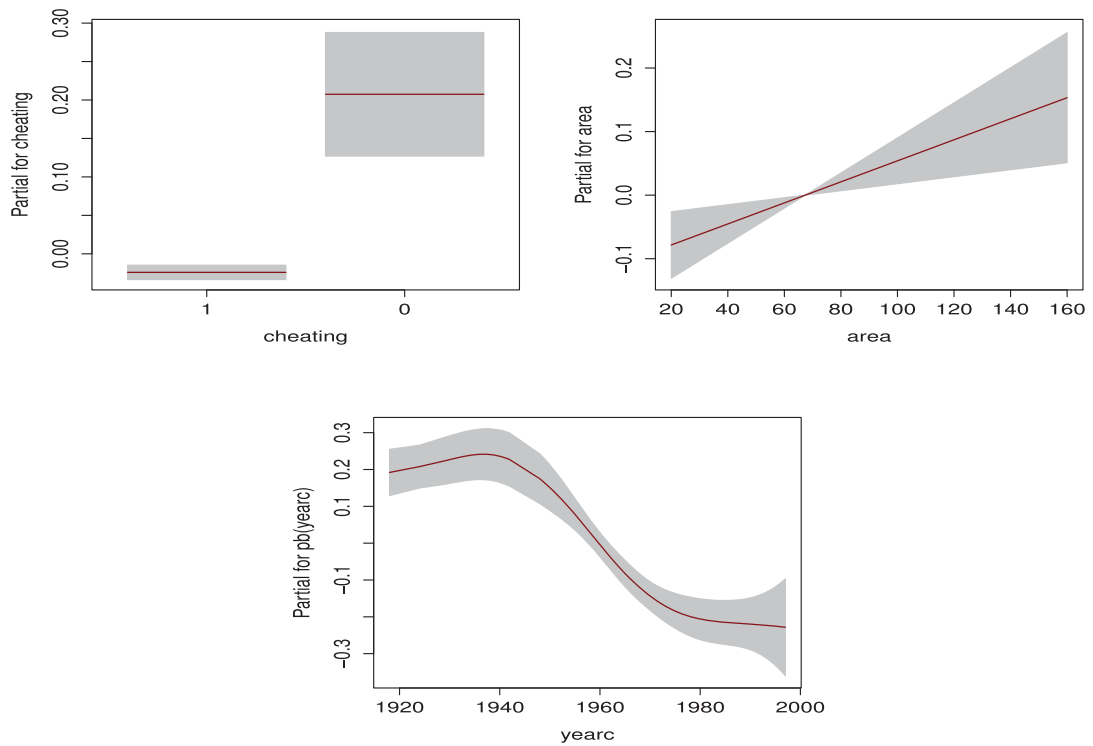 Partial for cheating
0.30
0.20
0.10
0.00
1 0
cheating
Partial for area
0.2
0.1
0.0
−0.1
20 40 60 80 100 120 140 160
area
Partial for pb(yearc)
0.3
0.2
0.1
−0.1
−0.3
1920 1940 1960 1980 2000
yearc